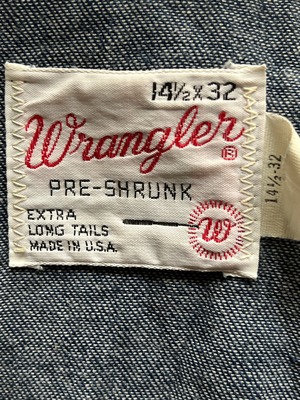 14½ x 32
Wrangler ®
PRE-SHRUNK
EXTRA
LONG TAILS
MADE IN U.S.A.
W
14½-32